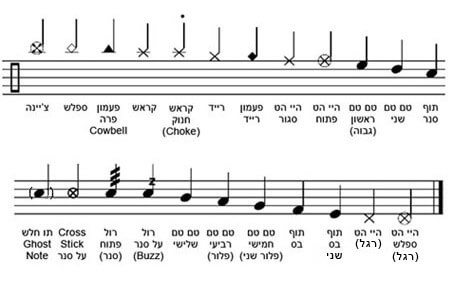 צ'יינה ספלש פעמון קראש קראש רייד פעמון היי הט היי הט טם טם טם טם תוף
פרה חנוק רייד סגור פתוח ראשון שני סנר
Cowbell (Choke) (גבוה)
z
תו חלש Cross רול רול טם טם טם טם טם טם תוף תוף היי הט היי הט
Ghost Stick פתוח על סנר שלישי רביעי חמישי בס בס (רגל) ספלש
Note על סנר (סנר) (Buzz) (פלור) (פלור שני) שני (רגל)